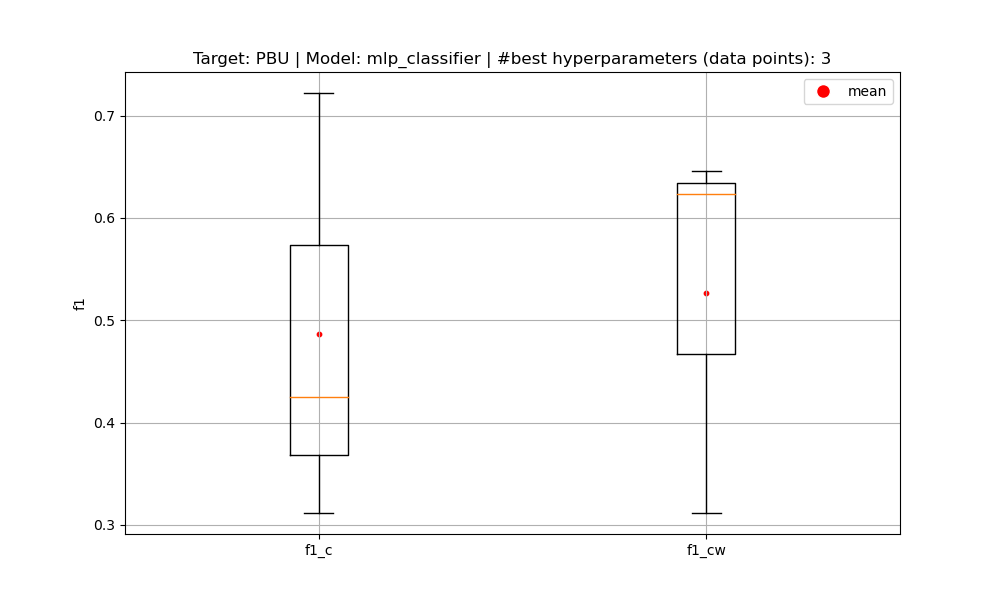 Target: PBU | Model: mlp_classifier | #best hyperparameters (data points): 3
mean
0.7
0.6
0.5
0.4
0.3
f1
f1_c
f1_cw